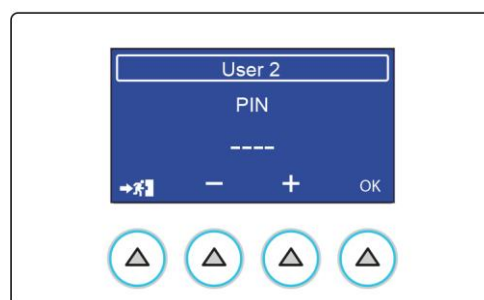 User 2
PIN
----
− + OK